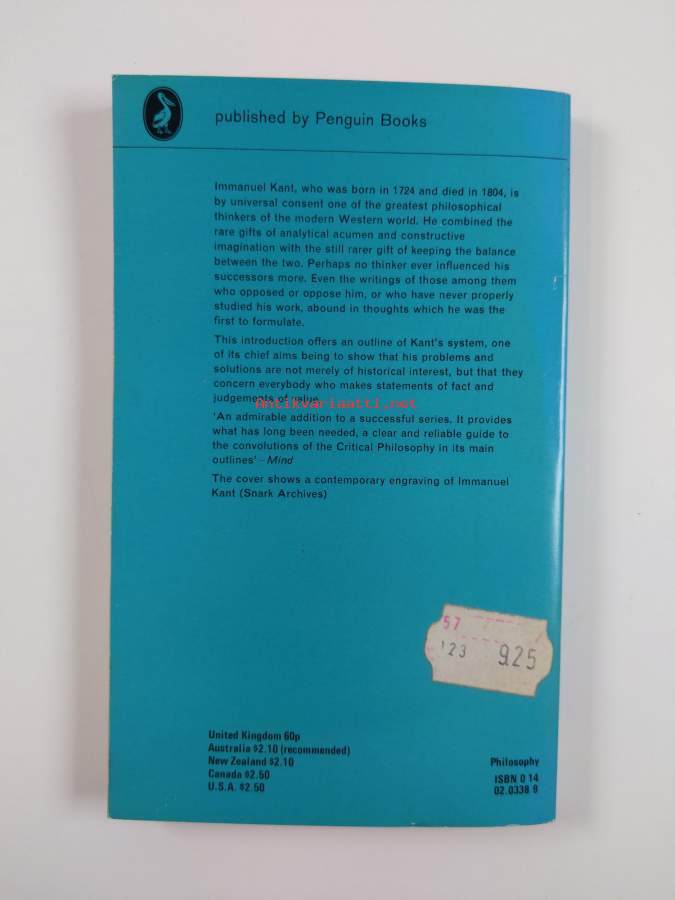 published by Penguin Books
Immanuel Kant, who was born in 1724 and died in 1804, is
by universal consent one of the greatest philosophical
thinkers of the modern Western world. He combined the
rare gifts of analytical acumen and constructive
imagination with the still rarer gift of keeping the balance
between the two. Perhaps no thinker ever influenced his
successors more. Even the writings of those among them
who opposed or oppose him, or who have never properly
studied his work, abound in thoughts which he was the
first to formulate.
This introduction offers an outline of Kant's system, one
of its chief aims being to show that his problems and
solutions are not merely of historical interest, but that they
concern everybody who makes statements of fact and
judgements of value.
antikvariaatti.net
'An admirable addition to a successful series. It provides
what has long been needed, a clear and reliable guide to
the convolutions of the Critical Philosophy in its main
outlines' – Mind
The cover shows a contemporary engraving of Immanuel
Kant (Snark Archives)
57
123 9.25
United Kingdom 60p
Australia $2.10 (recommended)
New Zealand $2.10
Canada $2.50
U.S.A. $2.50
Philosophy
ISBN 0 14
02.0338 9